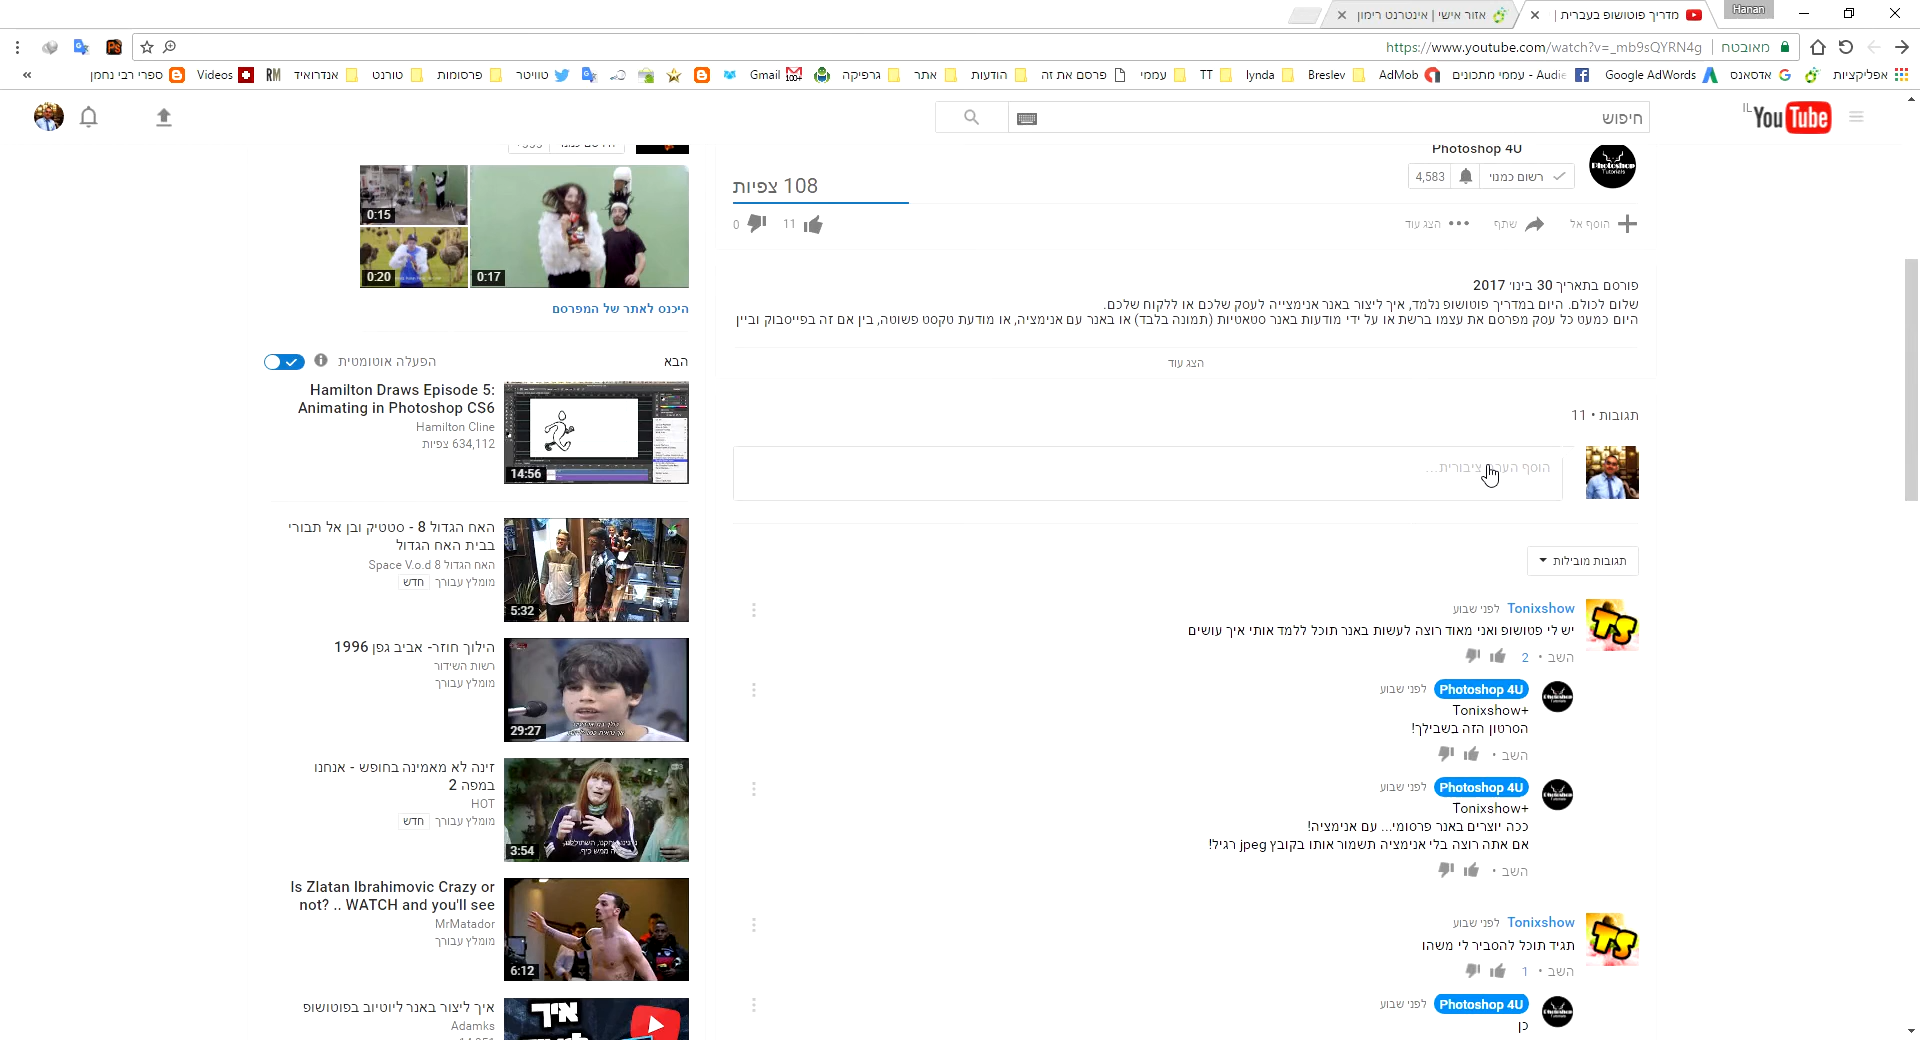 Hanan
מדריך פוטושופ בעברית |
אזור אישי | אינטרנט רימון
מאובטח
https://www.youtube.com/watch?v=_mb9sQYRN4g
אפליקציות
אדסאנס
Google AdWords
Audie - עממי מתכונים
AdMob
Breslev
lynda
TT
עממי
פרסם את זה
הודעות
אתר
גרפיקה
Gmail
100+
טוויטר
פרסומות
טורנט
אנדרואיד
RM
Videos
ספרי רבי נחמן
YouTube IL
חיפוש
Photoshop 4U
רשום כמנוי
4,583
108 צפיות
הוסף אל
שתף
הצג עוד
11
0
פורסם בתאריך 30 בינו׳ 2017
שלום לכולם. היום במדריך פוטושופ נלמד, איך ליצור באנר אנימצייה לעסק שלכם או ללקוח שלכם.
היום כמעט כל עסק מפרסם את עצמו ברשת או על ידי מודעות באנר סטאטיות (תמונה בלבד) או באנר עם אנימציה, או מודעת טקסט פשוטה, בין אם זה בפייסבוק ובין
הצג עוד
תגובות • 11
תגובות מובילות
Tonixshow לפני שבוע
יש לי פטושופ ואני מאוד רוצה לעשות באנר תוכל ללמד אותי איך עושים
השב • 2
Photoshop 4U לפני שבוע
Tonixshow+
הסרטון הזה בשבילך!
השב •
Photoshop 4U לפני שבוע
Tonixshow+
ככה יוצרים באנר פרסומי... עם אנימציה!
אם אתה רוצה בלי אנימציה תשמור אותו בקובץ jpeg רגיל!
השב •
Tonixshow לפני שבוע
תגיד תוכל להסביר לי משהו
השב • 1
Photoshop 4U לפני שבוע
כן
0:15
0:20
0:17
היכנס לאתר של המפרסם
הבא
הפעלה אוטומטית
Hamilton Draws Episode 5:
Animating in Photoshop CS6
Hamilton Cline
634,112 צפיות
14:56
האח הגדול 8 - סטטיק ובן אל תבורי
בבית האח הגדול
האח הגדול 8 Space V.o.d
מומלץ עבורך חדש
5:32
הילוך חוזר- אביב גפן 1996
רשות השידור
מומלץ עבורך
29:27
זינה לא מאמינה בחופש - אנחנו
במפה 2
HOT
מומלץ עבורך חדש
3:54
Is Zlatan Ibrahimovic Crazy or
not? .. WATCH and you'll see
MrMatador
מומלץ עבורך
6:12
איך ליצור באנר ליוטיוב בפוטושופ
Adamks
איך